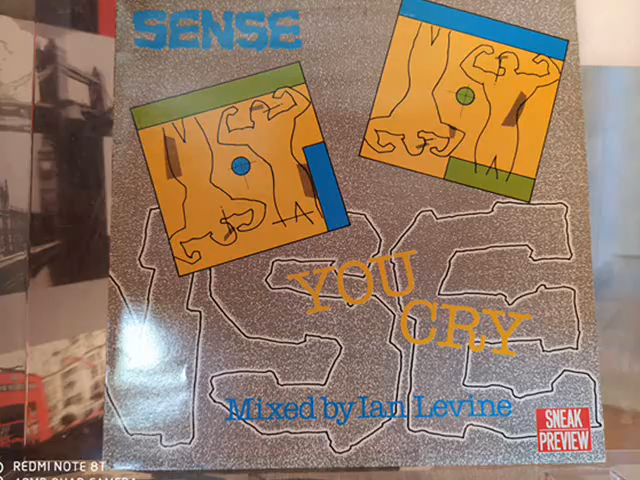 SENSE
YOU
CRY
Mixed by Ian Levine
SNEAK
PREVIEW
REDMI NOTE 8T